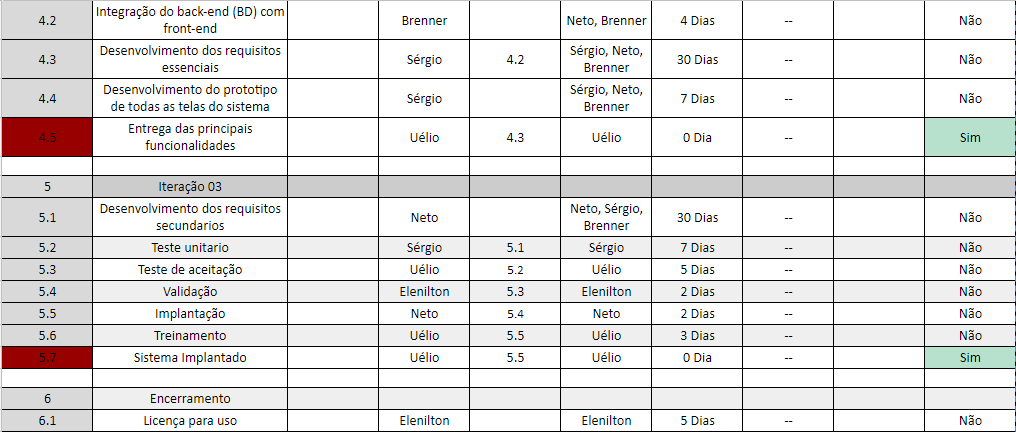 4.2 Integração do back-end (BD) com front-end Brenner Neto, Brenner 4 Dias -- Não
4.3 Desenvolvimento dos requisitos essenciais Sérgio 4.2 Sérgio, Neto, Brenner 30 Dias -- Não
4.4 Desenvolvimento do prototipo de todas as telas do sistema Sérgio Sérgio, Neto, Brenner 7 Dias -- Não
4.5 Entrega das principais funcionalidades Uélio 4.3 Uélio 0 Dia -- Sim
5 Iteração 03
5.1 Desenvolvimento dos requisitos secundarios Neto Neto, Sérgio, Brenner 30 Dias -- Não
5.2 Teste unitario Sérgio 5.1 Sérgio 7 Dias -- Não
5.3 Teste de aceitação Uélio 5.2 Uélio 5 Dias -- Não
5.4 Validação Elenilton 5.3 Elenilton 2 Dias -- Não
5.5 Implantação Neto 5.4 Neto 2 Dias -- Não
5.6 Treinamento Uélio 5.5 Uélio 3 Dias -- Não
5.7 Sistema Implantado Uélio 5.5 Uélio 0 Dia -- Sim
6 Encerramento
6.1 Licença para uso Elenilton Elenilton 5 Dias -- Não